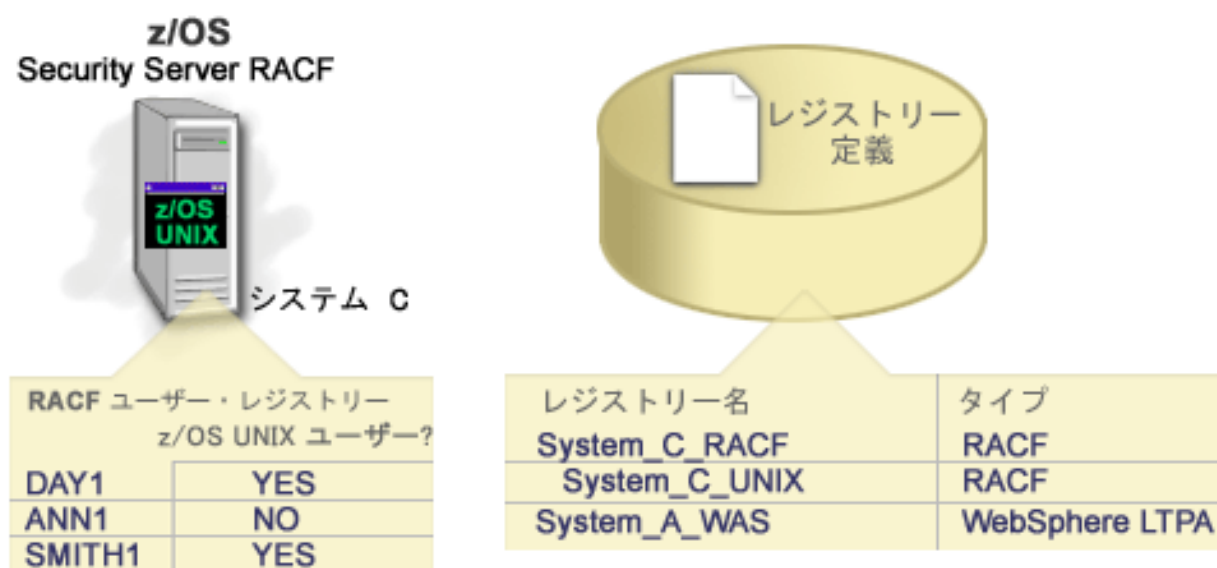 z/OS
Security Server RACF
z/OS
UNIX
システム C
RACF ユーザー・レジストリー
z/OS UNIX ユーザー?
DAY1 YES
ANN1 NO
SMITH1 YES
レジストリー
定義
レジストリー名 タイプ
System_C_RACF RACF
System_C_UNIX RACF
System_A_WAS WebSphere LTPA